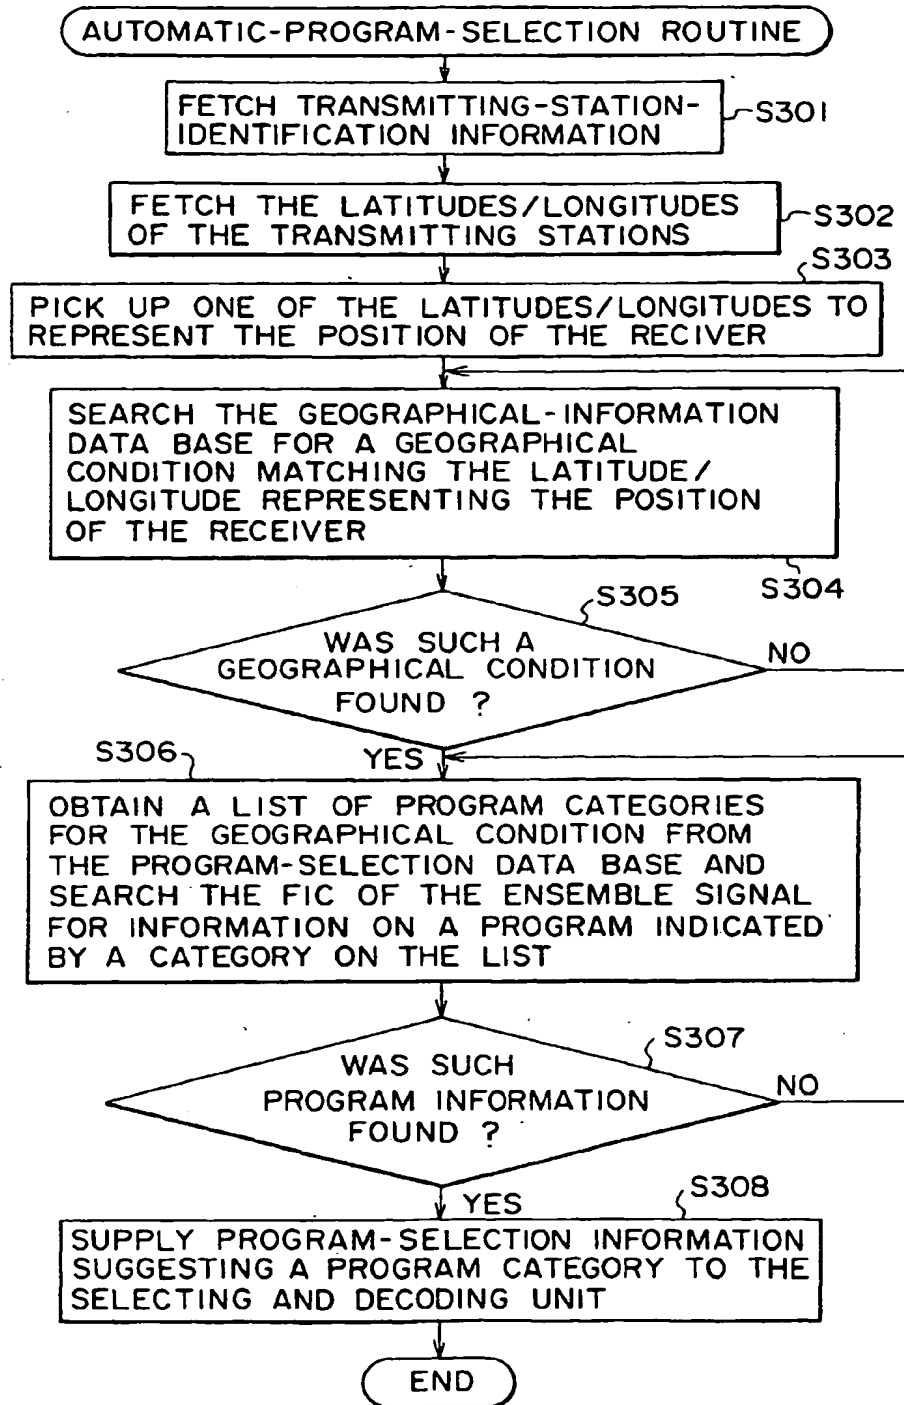 AUTOMATIC-PROGRAM-SELECTION ROUTINE
FETCH TRANSMITTING-STATION-
IDENTIFICATION INFORMATION
S301
FETCH THE LATITUDES/LONGITUDES
OF THE TRANSMITTING STATIONS
S302
S303
PICK UP ONE OF THE LATITUDES/LONGITUDES TO
REPRESENT THE POSITION OF THE RECIVER
SEARCH THE GEOGRAPHICAL-INFORMATION
DATA BASE FOR A GEOGRAPHICAL
CONDITION MATCHING THE LATITUDE/
LONGITUDE REPRESENTING THE POSITION
OF THE RECEIVER
S304
S305
WAS SUCH A
GEOGRAPHICAL CONDITION
FOUND ?
NO
S306
YES
OBTAIN A LIST OF PROGRAM CATEGORIES
FOR THE GEOGRAPHICAL CONDITION FROM
THE PROGRAM-SELECTION DATA BASE AND
SEARCH THE FIC OF THE ENSEMBLE SIGNAL
FOR INFORMATION ON A PROGRAM INDICATED
BY A CATEGORY ON THE LIST
S307
WAS SUCH
PROGRAM INFORMATION
FOUND ?
NO
YES
S308
SUPPLY PROGRAM-SELECTION INFORMATION
SUGGESTING A PROGRAM CATEGORY TO THE
SELECTING AND DECODING UNIT
END